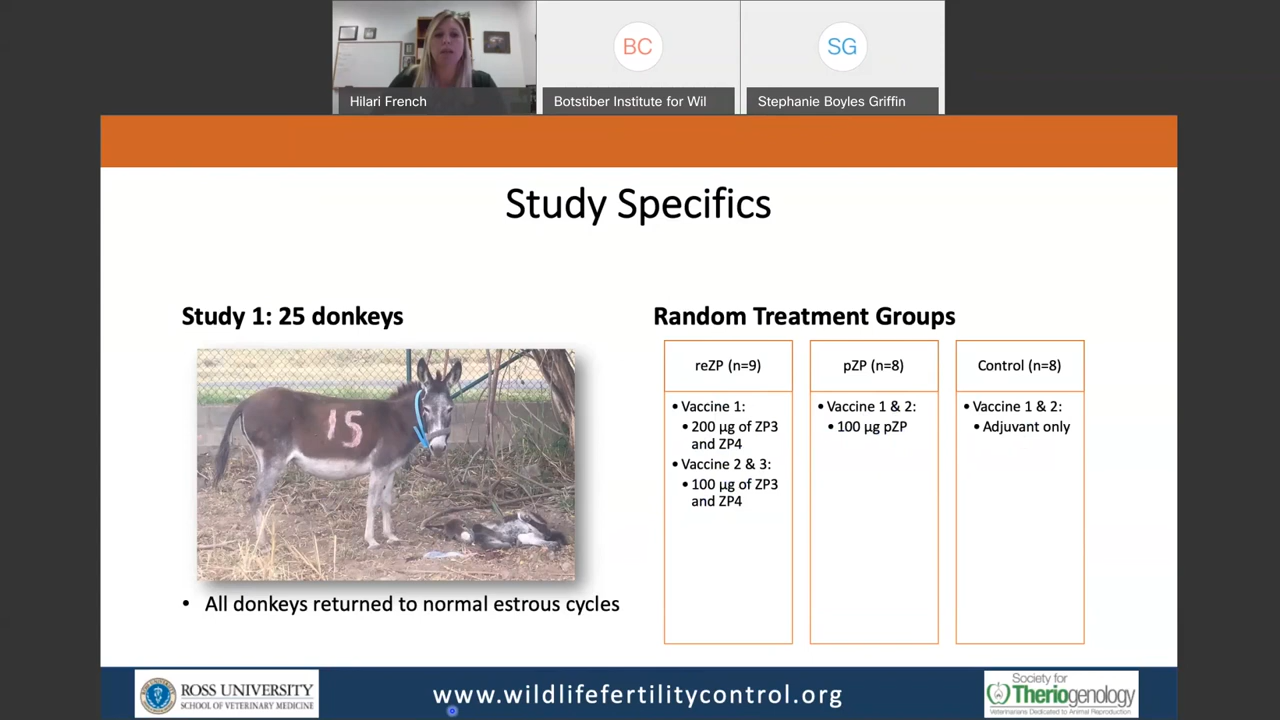 BC
SG
Hilari French
Botstiber Institute for Wil
Stephanie Boyles Griffin
Study Specifics
Study 1: 25 donkeys
15
• All donkeys returned to normal estrous cycles
Random Treatment Groups
reZP (n=9)
• Vaccine 1:
• 200 µg of ZP3
and ZP4
• Vaccine 2 & 3:
• 100 µg of ZP3
and ZP4
pZP (n=8)
• Vaccine 1 & 2:
• 100 µg pZP
Control (n=8)
• Vaccine 1 & 2:
• Adjuvant only
ROSS UNIVERSITY
SCHOOL OF VETERINARY MEDICINE
www.wildlifefertilitycontrol.org
Society for
Theriogenology
Veterinarians Dedicated to Animal Reproduction